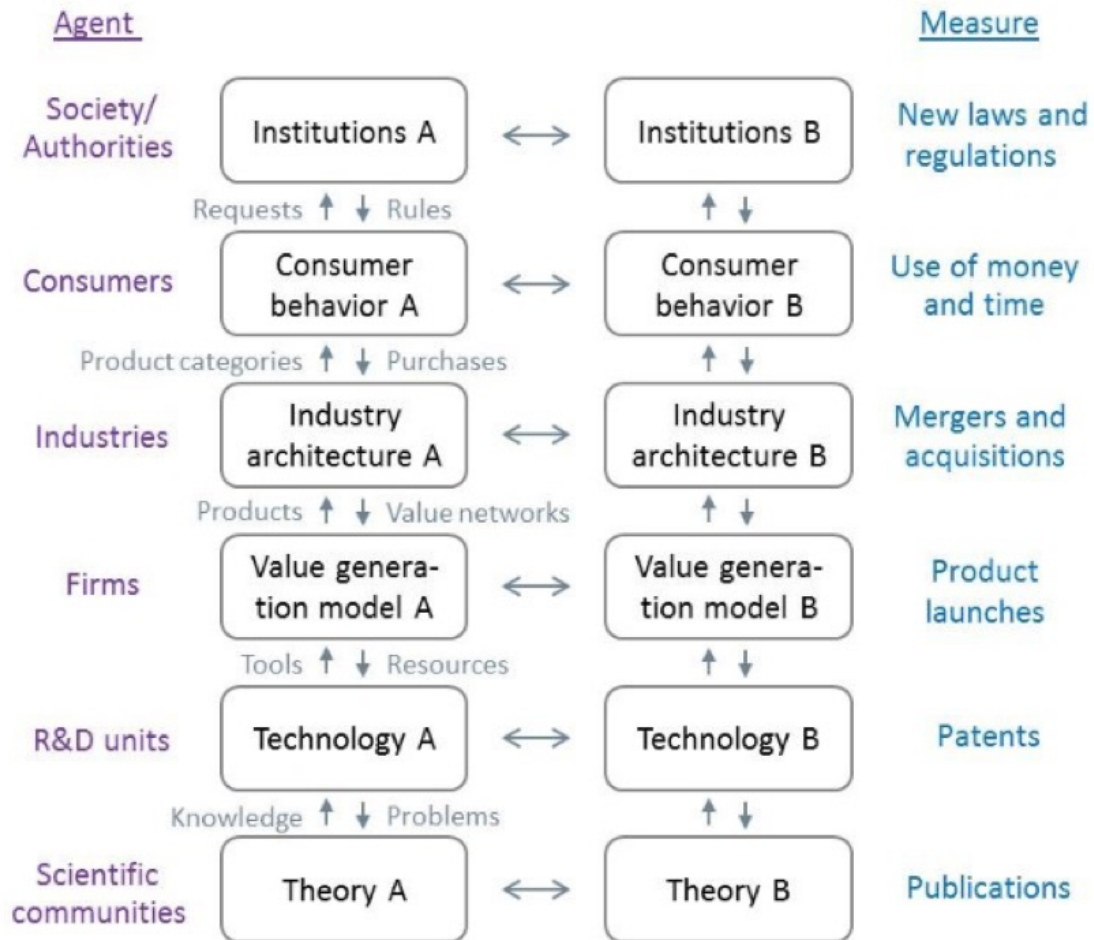 Agent
Measure
Society/
Authorities
Institutions A
Institutions B
New laws and
regulations
Requests
Rules
Consumers
Consumer
behavior A
Consumer
behavior B
Use of money
and time
Product categories
Purchases
Industries
Industry
architecture A
Industry
architecture B
Mergers and
acquisitions
Products
Value networks
Firms
Value genera-
tion model A
Value genera-
tion model B
Product
launches
Tools
Resources
R&D units
Technology A
Technology B
Patents
Knowledge
Problems
Scientific
communities
Theory A
Theory B
Publications